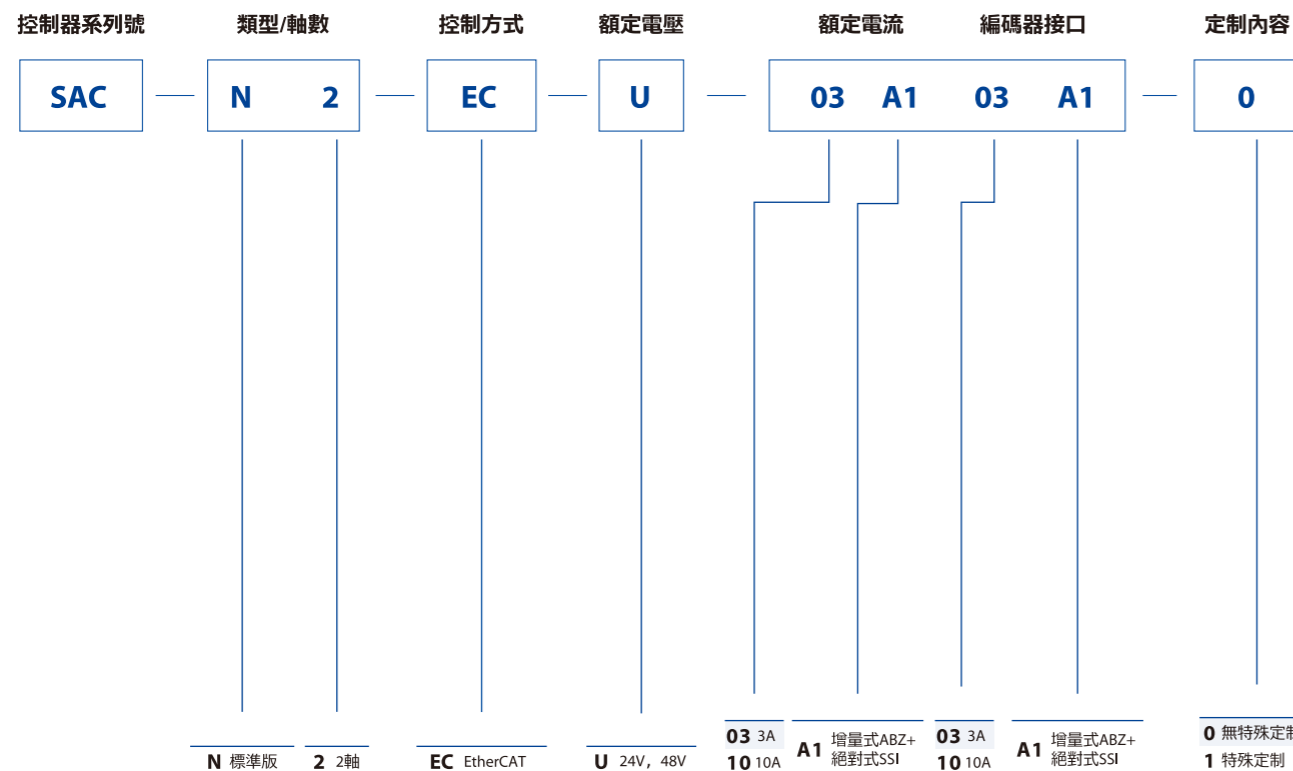 控制器系列號 類型/軸數 控制方式 額定電壓 額定電流 編碼器接口 定制內容
SAC N 2 EC U 03 A1 03 A1 0
N 標準版 2 2軸 EC EtherCAT U 24V，48V
03 3A
10 10A
A1 增量式ABZ+
絕對式SSI
03 3A
10 10A
A1 增量式ABZ+
絕對式SSI
0 無特殊定制
1 特殊定制